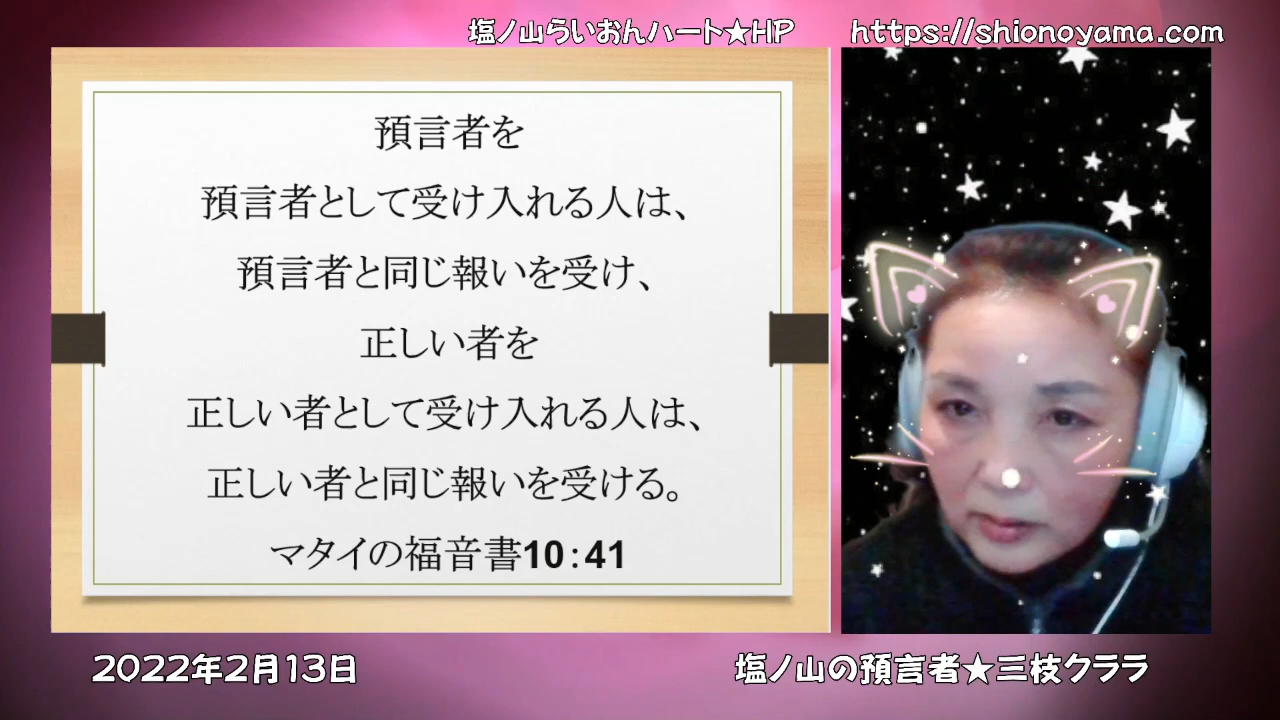 塩ノ山らいおんハート★HP　https://shionoyama.com
預言者を
預言者として受け入れる人は、
預言者と同じ報いを受け、
正しい者を
正しい者として受け入れる人は、
正しい者と同じ報いを受ける。
マタイの福音書10：41
2022年2月13日
塩ノ山の預言者★三枝クララ